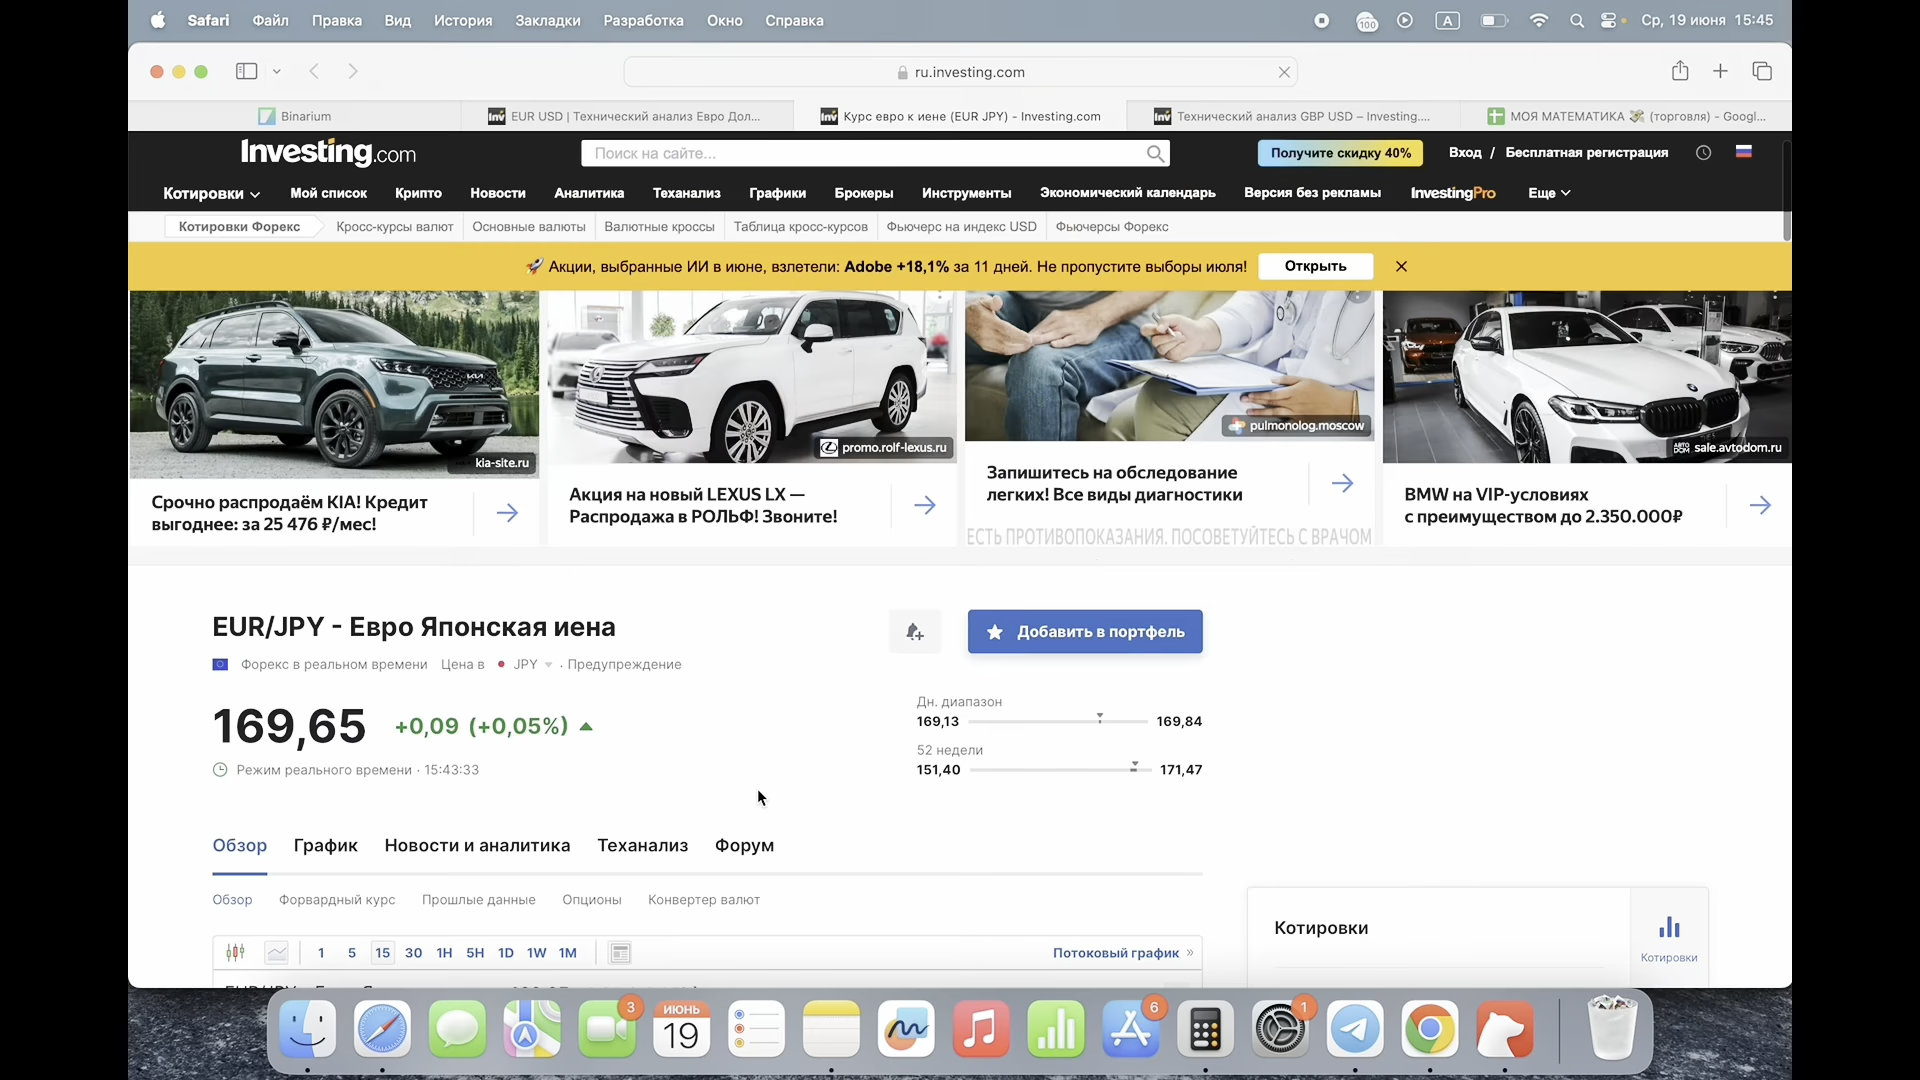 Safari Файл Правка Вид История Закладки Разработка Окно Справка
100 A Ср, 19 июня 15:45
ru.investing.com
Binarium
EUR USD | Технический анализ Евро Дол...
Курс евро к иене (EUR JPY) - Investing.com
Технический анализ GBP USD – Investing....
МОЯ МАТЕМАТИКА 💸 (торговля) - Googl...
Investing.com
Поиск на сайте...
Получите скидку 40%
Вход / Бесплатная регистрация
Котировки Мой список Крипто Новости Аналитика Теханализ Графики Брокеры Инструменты Экономический календарь Версия без рекламы InvestingPro Еще
Котировки Форекс Кросс-курсы валют Основные валюты Валютные кроссы Таблица кросс-курсов Фьючерс на индекс USD Фьючерсы Форекс
🚀 Акции, выбранные ИИ в июне, взлетели: Adobe +18,1% за 11 дней. Не пропустите выборы июля! Открыть
kia-site.ru
Срочно распродаём KIA! Кредит
выгоднее: за 25 476 ₽/мес!
promo.rolf-lexus.ru
Акция на новый LEXUS LX —
Распродажа в РОЛЬФ! Звоните!
pulmonolog.moscow
Запишитесь на обследование
легких! Все виды диагностики
ЕСТЬ ПРОТИВОПОКАЗАНИЯ. ПОСОВЕТУЙТЕСЬ С ВРАЧОМ
АВТО
DOM
sale.avtodom.ru
BMW на VIP-условиях
с преимуществом до 2.350.000₽
EUR/JPY - Евро Японская иена
Добавить в портфель
Форекс в реальном времени Цена в JPY · Предупреждение
169,65 +0,09 (+0,05%)
Режим реального времени · 15:43:33
Дн. диапазон
169,13 169,84
52 недели
151,40 171,47
Обзор График Новости и аналитика Теханализ Форум
Обзор Форвардный курс Прошлые данные Опционы Конвертер валют
1 5 15 30 1H 5H 1D 1W 1M
Потоковый график »
Котировки
Котировки
3
ИЮНЬ
19
6
1